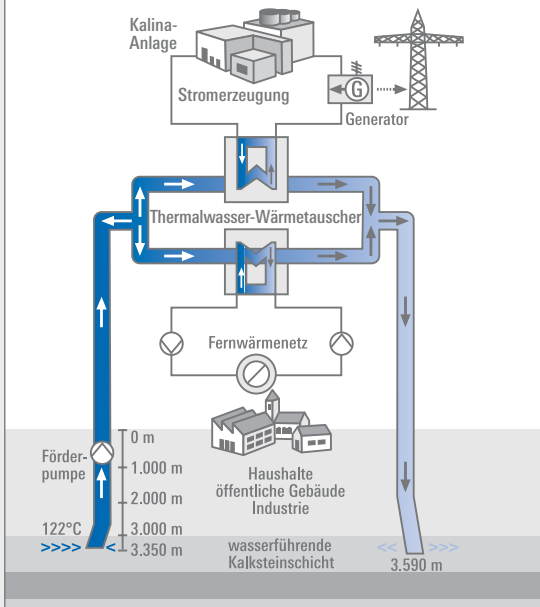 Kalina-
Anlage
Stromerzeugung
G
Generator
Thermalwasser-Wärmetauscher
Fernwärmenetz
0 m
Förder-
pumpe
1.000 m
2.000 m
Haushalte
öffentliche Gebäude
Industrie
122°C
3.000 m
>>>> < 3.350 m
wasserführende
Kalksteinschicht
<< >>>
3.590 m